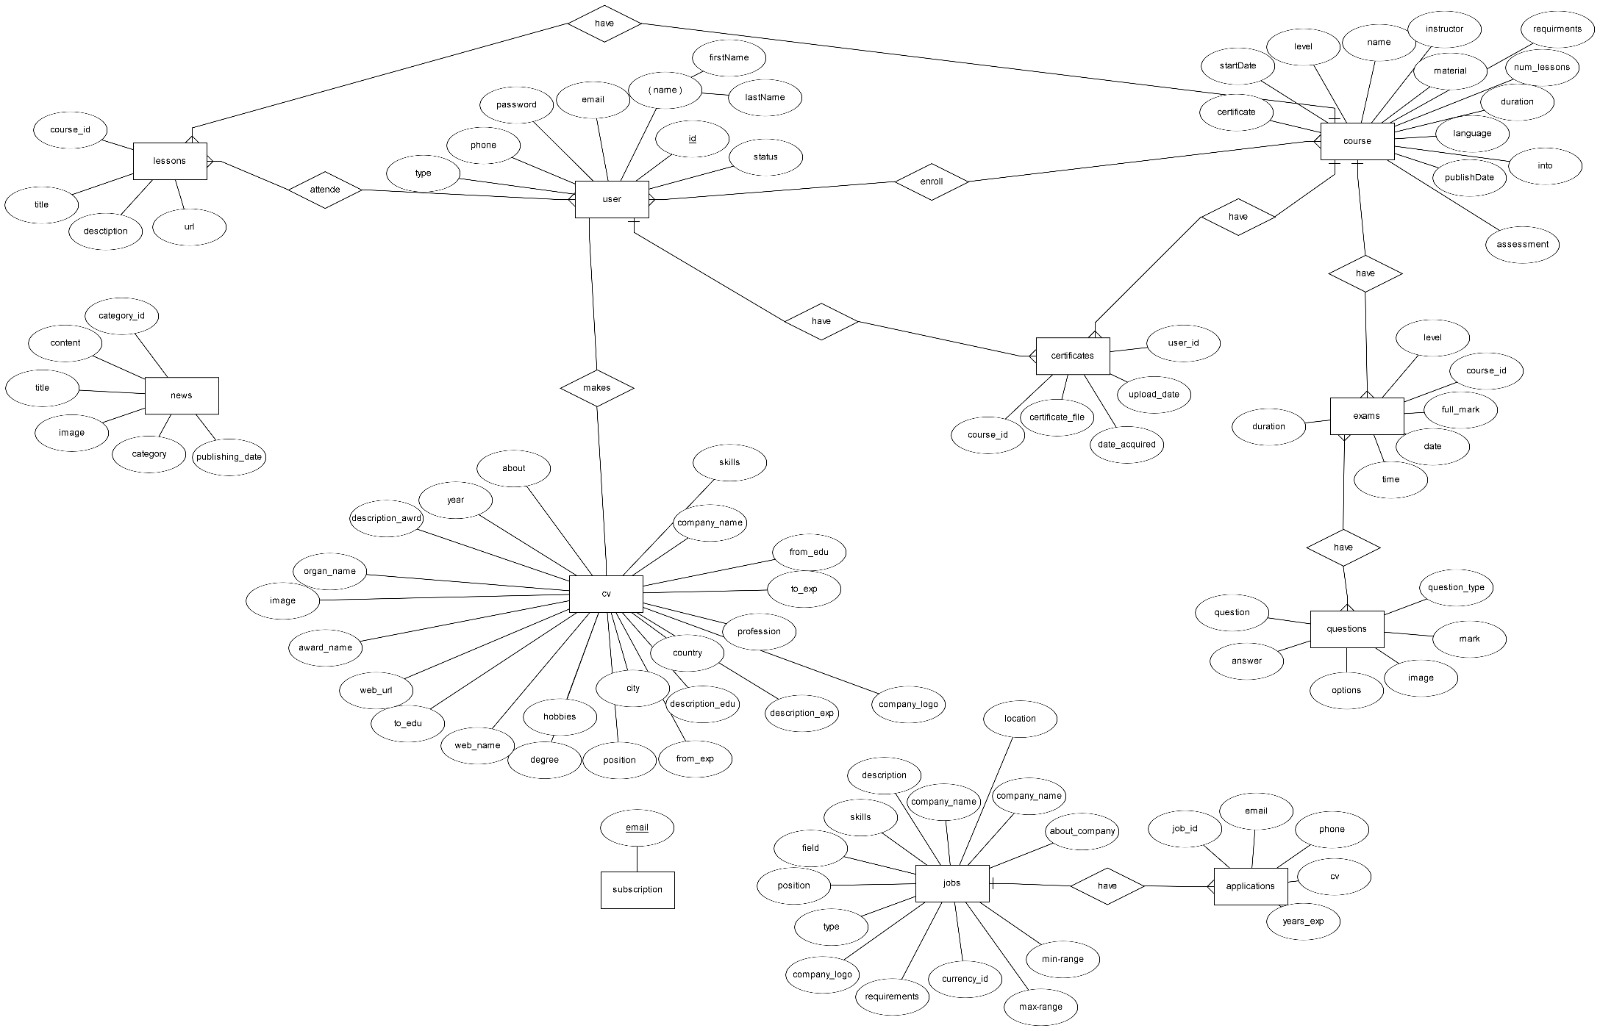 have
firstName
( name )
lastName
password
email
id
phone
status
type
user
course_id
lessons
title
desctiption
url
attende
enroll
startDate
level
name
instructor
requirments
material
num_lessons
certificate
duration
language
course
into
publishDate
assessment
have
have
have
category_id
content
title
news
image
category
publishing_date
makes
certificates
user_id
upload_date
course_id
certificate_file
date_acquired
level
course_id
full_mark
duration
exams
date
time
have
question_type
question
questions
mark
answer
options
image
about
skills
year
description_awrd
company_name
organ_name
from_edu
image
cv
to_exp
award_name
profession
country
web_url
city
description_edu
to_edu
hobbies
description_exp
company_logo
web_name
degree
position
from_exp
email
subscription
location
description
company_name
company_name
skills
about_company
field
position
jobs
type
company_logo
requirements
currency_id
min-range
max-range
have
job_id
email
phone
applications
cv
years_exp